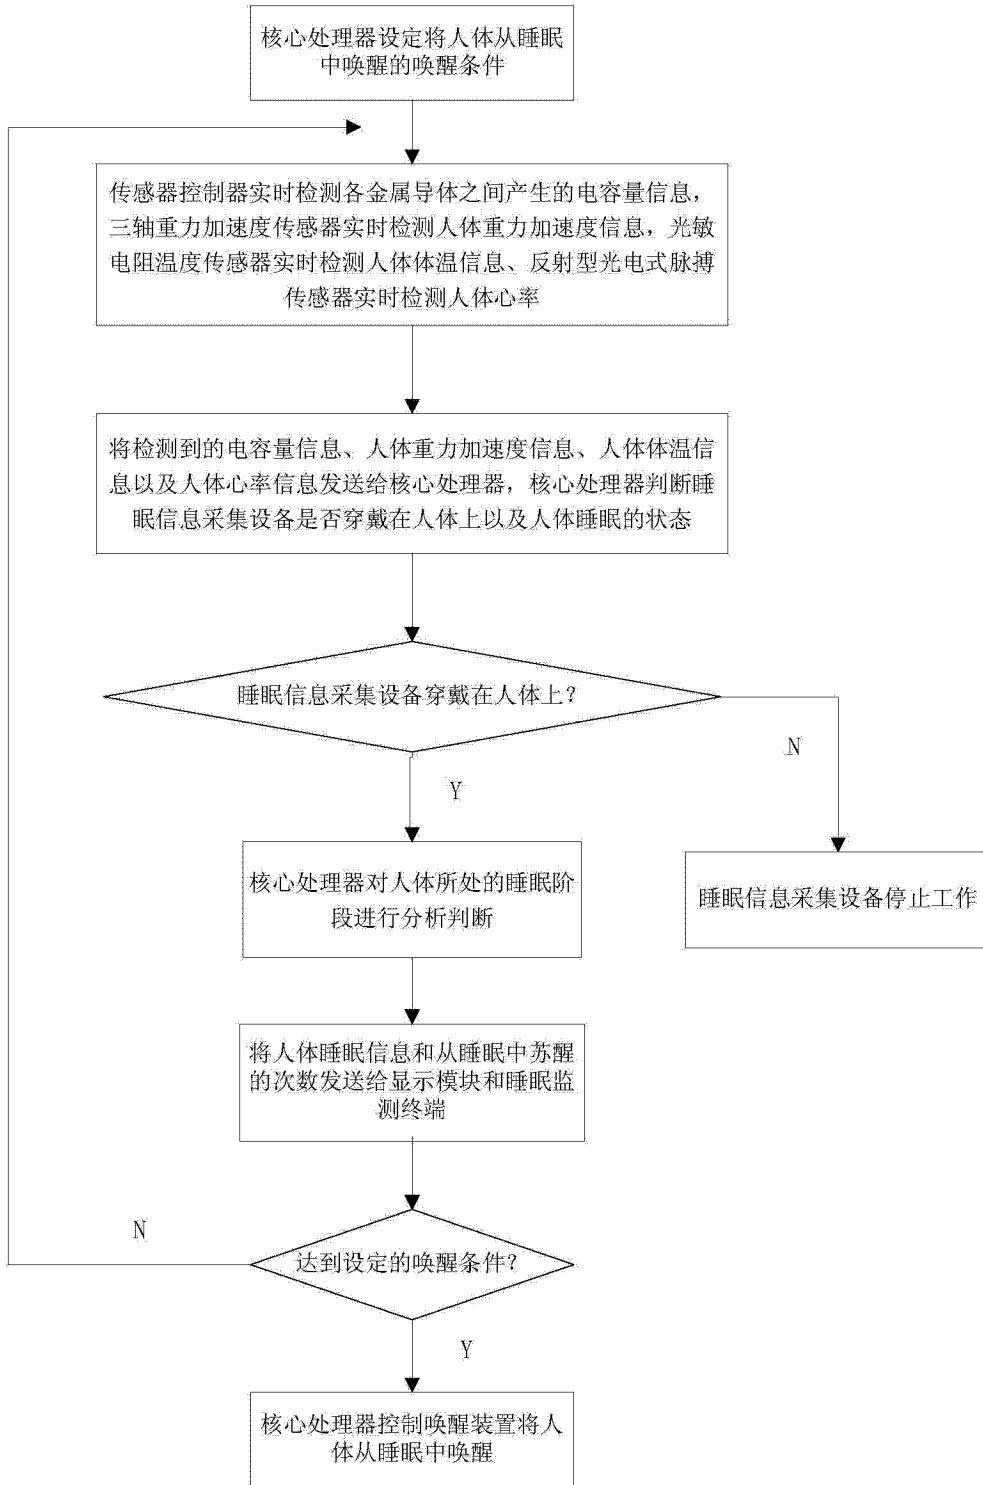 核心处理器设定将人体从睡眠
中唤醒的唤醒条件
传感器控制器实时检测各金属导体之间产生的电容量信息,
三轴重力加速度传感器实时检测人体重力加速度信息，光敏
电阻温度传感器实时检测人体体温信息、反射型光电式脉搏
传感器实时检测人体心率
将检测到的电容量信息、人体重力加速度信息、人体体温信
息以及人体心率信息发送给核心处理器，核心处理器判断睡
眠信息采集设备是否穿戴在人体上以及人体睡眠的状态
睡眠信息采集设备穿戴在人体上？
N
Y
核心处理器对人体所处的睡眠阶
段进行分析判断
睡眠信息采集设备停止工作
将人体睡眠信息和从睡眠中苏醒
的次数发送给显示模块和睡眠监
测终端
N
达到设定的唤醒条件？
Y
核心处理器控制唤醒装置将人
体从睡眠中唤醒